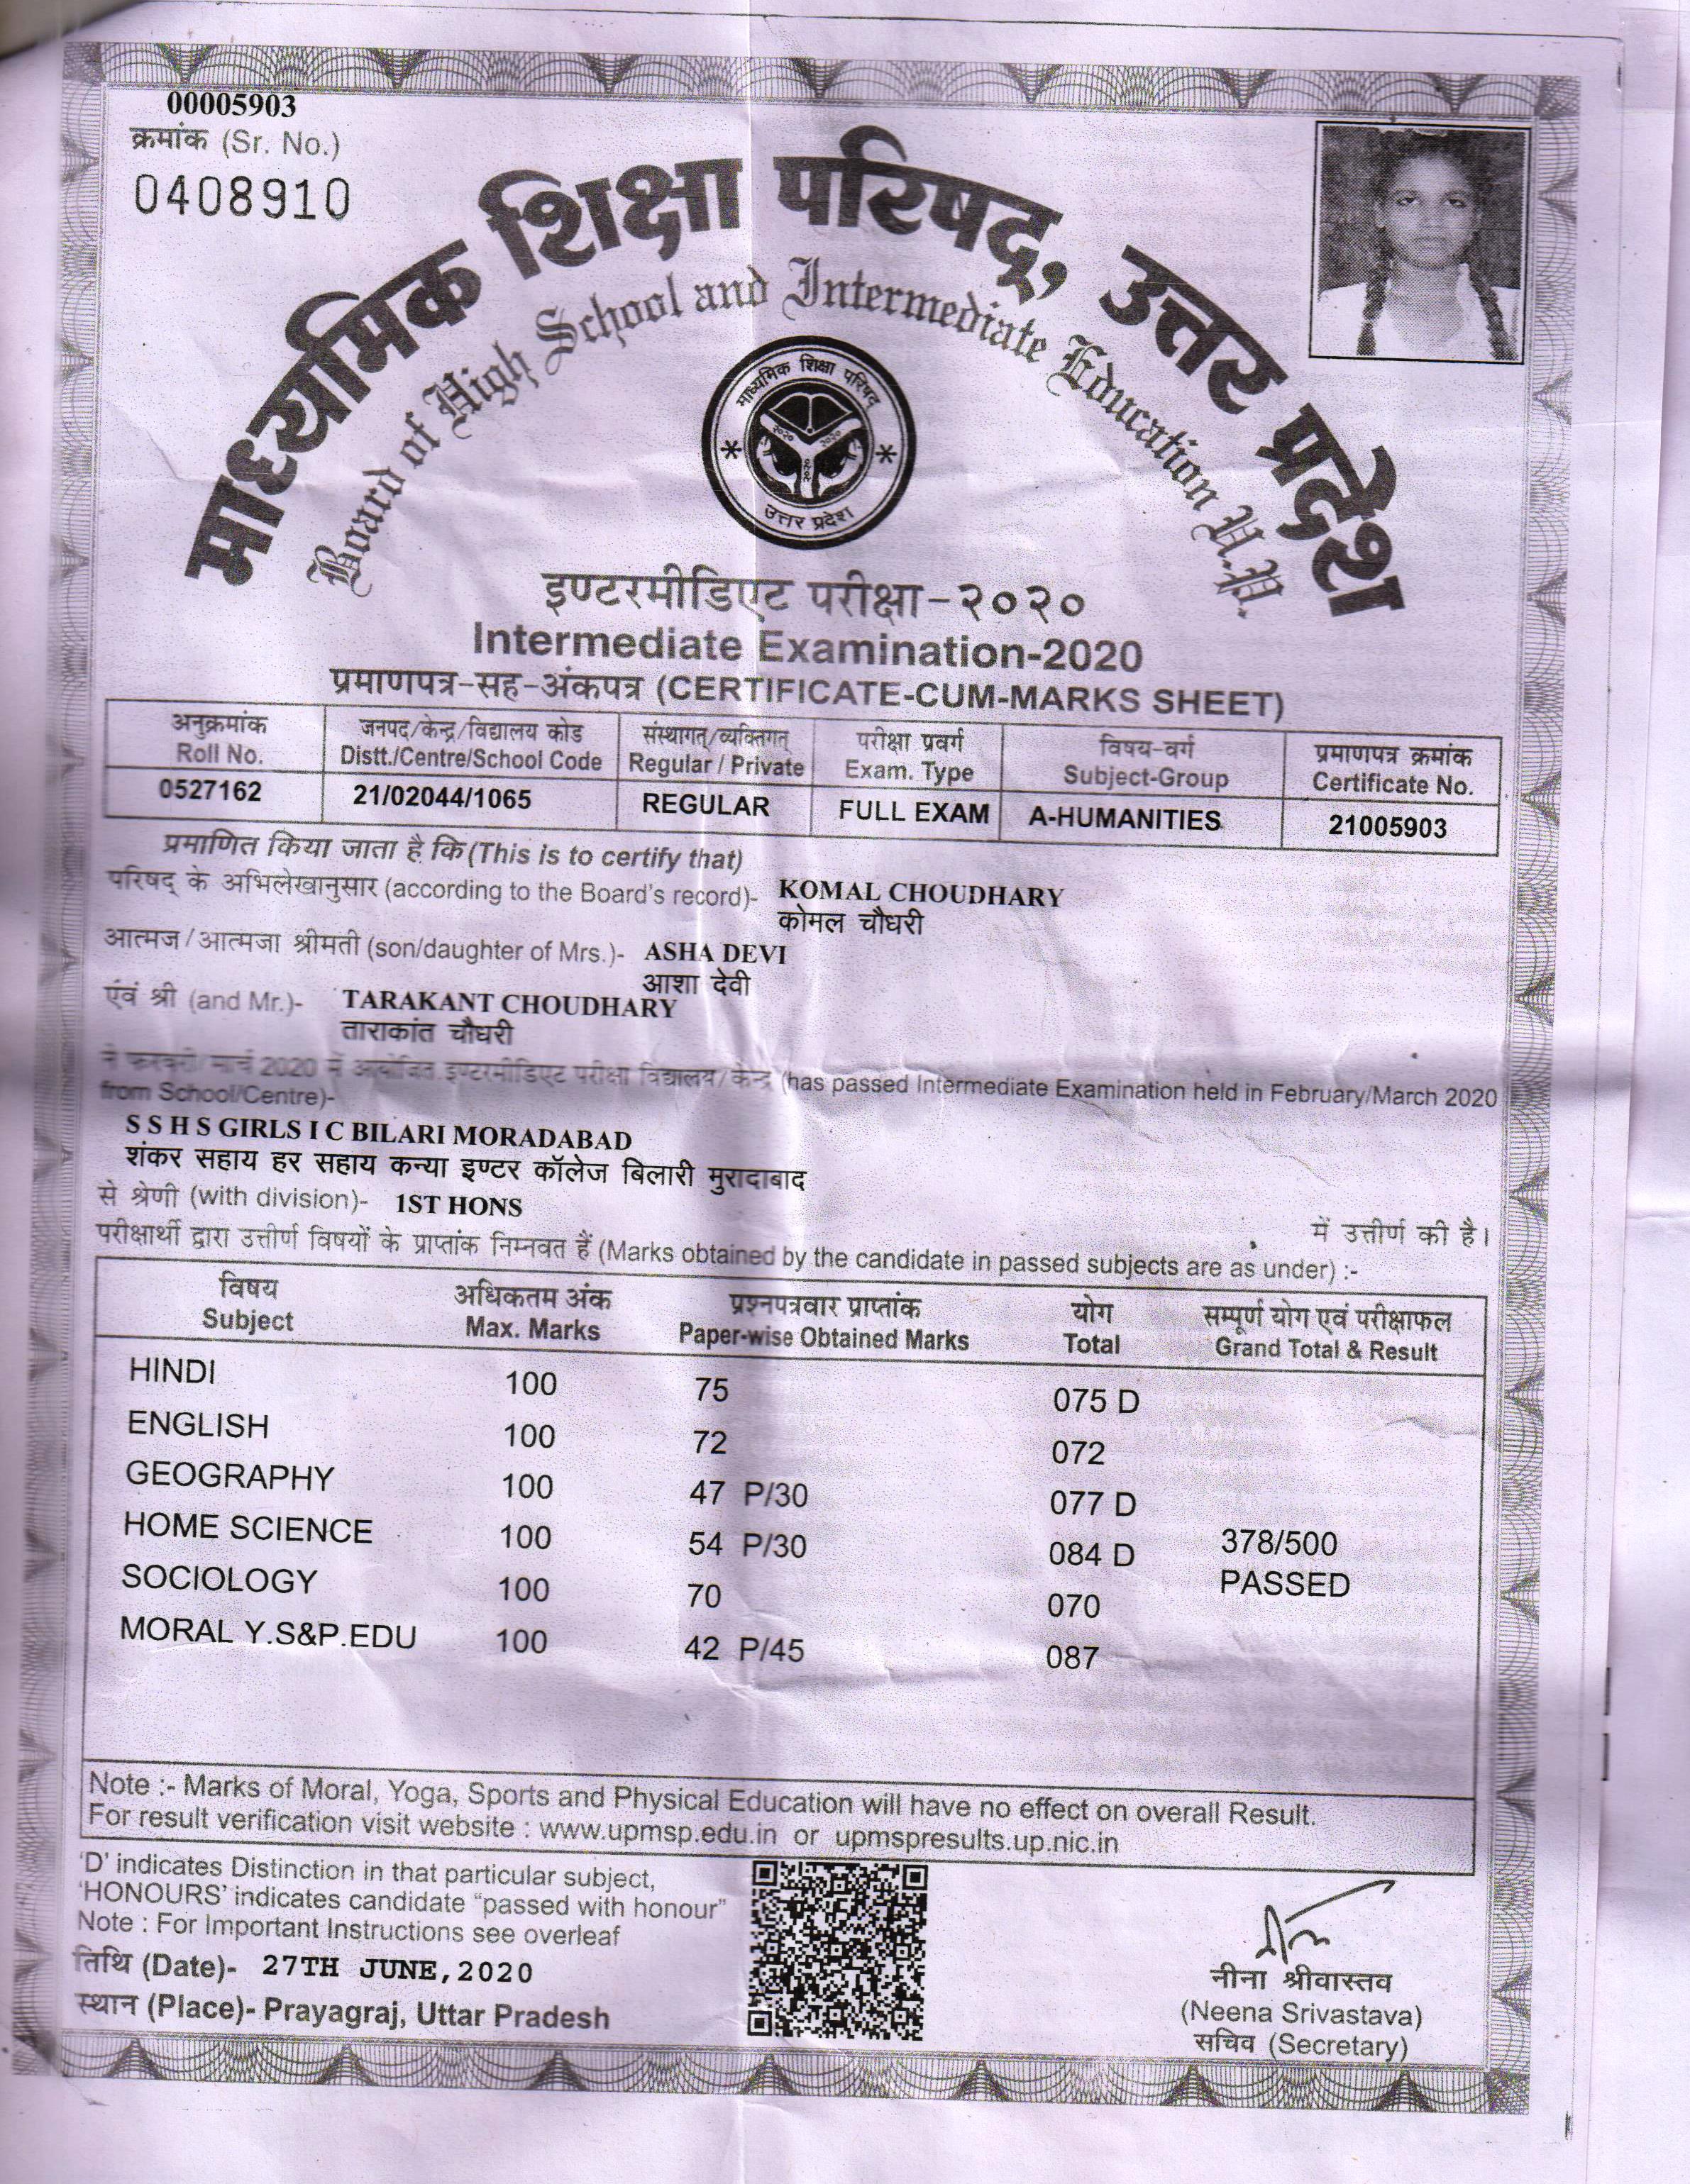 00005903
क्रमांक (Sr. No.)
0408910
माध्यमिक शिक्षा परिषद्, उत्तर प्रदेश
Board of High School and Intermediate Education U.P.
माध्यमिक शिक्षा परिषद्
२०२० २०२०
उत्तर प्रदेश
इण्टरमीडिएट परीक्षा-२०२०
Intermediate Examination-2020
प्रमाणपत्र-सह-अंकपत्र (CERTIFICATE-CUM-MARKS SHEET)
अनुक्रमांक जनपद/केन्द्र/विद्यालय कोड संस्थागत्/व्यक्तिगत् परीक्षा प्रवर्ग विषय-वर्ग प्रमाणपत्र क्रमांक
Roll No. Distt./Centre/School Code Regular / Private Exam. Type Subject-Group Certificate No.
0527162 21/02044/1065 REGULAR FULL EXAM A-HUMANITIES 21005903
प्रमाणित किया जाता है कि (This is to certify that)
परिषद् के अभिलेखानुसार (according to the Board's record)- KOMAL CHOUDHARY
कोमल चौधरी
आत्मज/आत्मजा श्रीमती (son/daughter of Mrs.)- ASHA DEVI
आशा देवी
एंवं श्री (and Mr.)- TARAKANT CHOUDHARY
ताराकांत चौधरी
ने फरवरी/मार्च 2020 में आयोजित इण्टरमीडिएट परीक्षा विद्यालय/केन्द्र (has passed Intermediate Examination held in February/March 2020
from School/Centre)-
S S H S GIRLS I C BILARI MORADABAD
शंकर सहाय हर सहाय कन्या इण्टर कॉलेज बिलारी मुरादाबाद
से श्रेणी (with division)- 1ST HONS
में उत्तीर्ण की है।
परीक्षार्थी द्वारा उत्तीर्ण विषयों के प्राप्तांक निम्नवत हैं (Marks obtained by the candidate in passed subjects are as under) :-
विषय अधिकतम अंक प्रश्नपत्रवार प्राप्तांक योग सम्पूर्ण योग एवं परीक्षाफल
Subject Max. Marks Paper-wise Obtained Marks Total Grand Total & Result
HINDI 100 75 075 D
ENGLISH 100 72 072
GEOGRAPHY 100 47 P/30 077 D
HOME SCIENCE 100 54 P/30 084 D 378/500
SOCIOLOGY 100 70 070 PASSED
MORAL Y.S&P.EDU 100 42 P/45 087
Note :- Marks of Moral, Yoga, Sports and Physical Education will have no effect on overall Result.
For result verification visit website : www.upmsp.edu.in or upmspresults.up.nic.in
'D' indicates Distinction in that particular subject,
'HONOURS' indicates candidate "passed with honour"
Note : For Important Instructions see overleaf
तिथि (Date)- 27TH JUNE,2020
स्थान (Place)- Prayagraj, Uttar Pradesh
नीना श्रीवास्तव
(Neena Srivastava)
सचिव (Secretary)